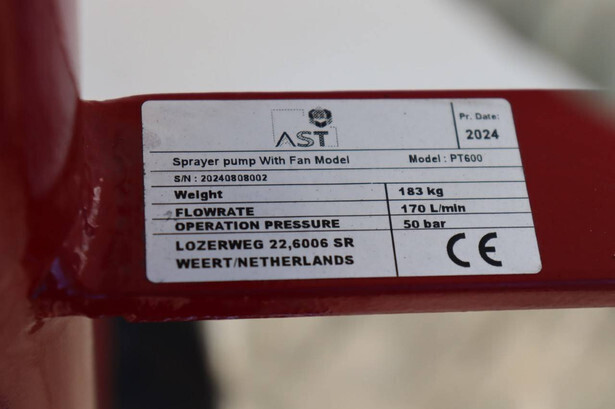 AST
Pr. Date:
2024
Sprayer pump With Fan Model
Model : PT600
S/N : 20240808002
Weight 183 kg
FLOWRATE 170 L/min
OPERATION PRESSURE 50 bar
LOZERWEG 22,6006 SR
WEERT/NETHERLANDS
CE